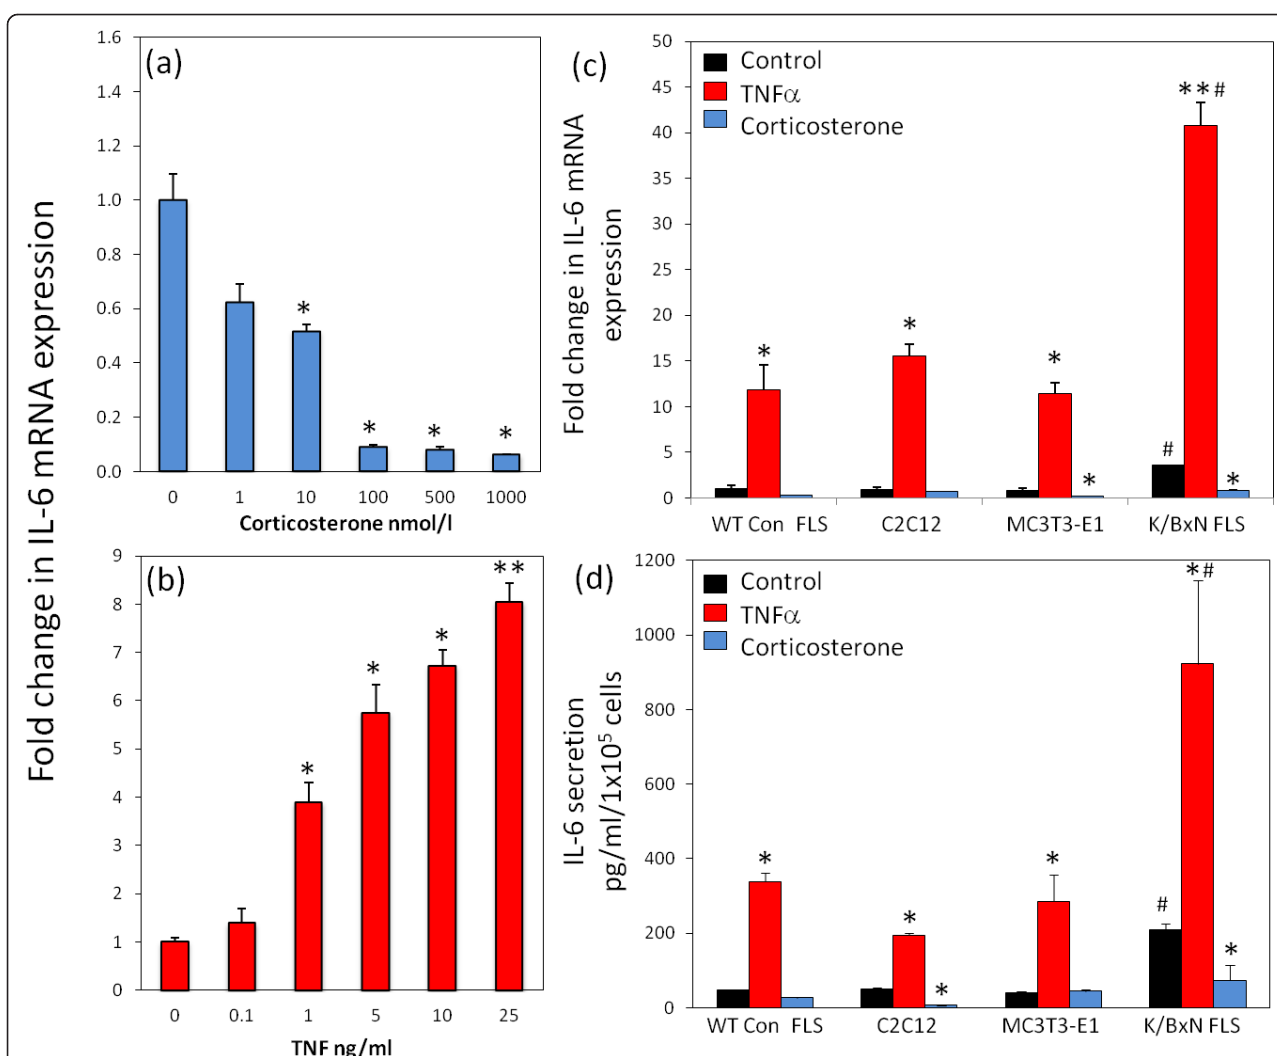 Fold change in IL-6 mRNA expression
(a)
1.6
1.4
1.2
1.0
0.8
0.6
0.4
0.2
0.0
*
*
*
*
0 1 10 100 500 1000
Corticosterone nmol/l
(b)
9
8
7
6
5
4
3
2
1
0
*
*
*
**
0 0.1 1 5 10 25
TNF ng/ml
(c)
Fold change in IL-6 mRNA
expression
50
45
40
35
30
25
20
15
10
5
0
Control
TNFα
Corticosterone
*
*
*
*
#
**#
*
WT Con FLS C2C12 MC3T3-E1 K/BxN FLS
(d)
IL-6 secretion
pg/ml/1x10⁵ cells
1200
1000
800
600
400
200
0
Control
TNFα
Corticosterone
*
*
*
*
#
*#
*
WT Con FLS C2C12 MC3T3-E1 K/BxN FLS